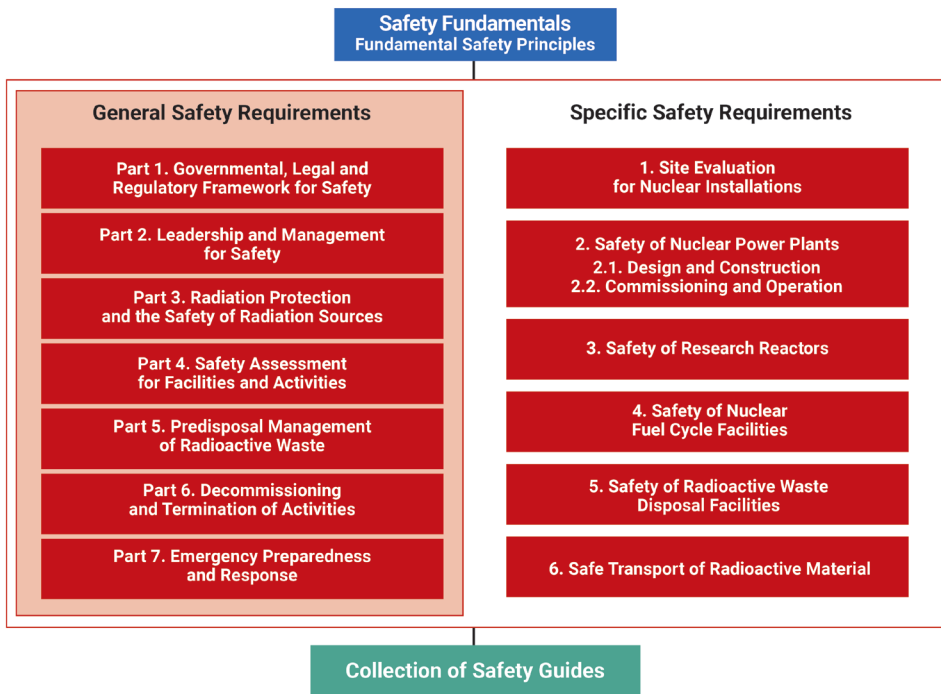 Safety Fundamentals
Fundamental Safety Principles
General Safety Requirements
Part 1. Governmental, Legal and
Regulatory Framework for Safety
Part 2. Leadership and Management
for Safety
Part 3. Radiation Protection
and the Safety of Radiation Sources
Part 4. Safety Assessment
for Facilities and Activities
Part 5. Predisposal Management
of Radioactive Waste
Part 6. Decommissioning
and Termination of Activities
Part 7. Emergency Preparedness
and Response
Specific Safety Requirements
1. Site Evaluation
for Nuclear Installations
2. Safety of Nuclear Power Plants
2.1. Design and Construction
2.2. Commissioning and Operation
3. Safety of Research Reactors
4. Safety of Nuclear
Fuel Cycle Facilities
5. Safety of Radioactive Waste
Disposal Facilities
6. Safe Transport of Radioactive Material
Collection of Safety Guides